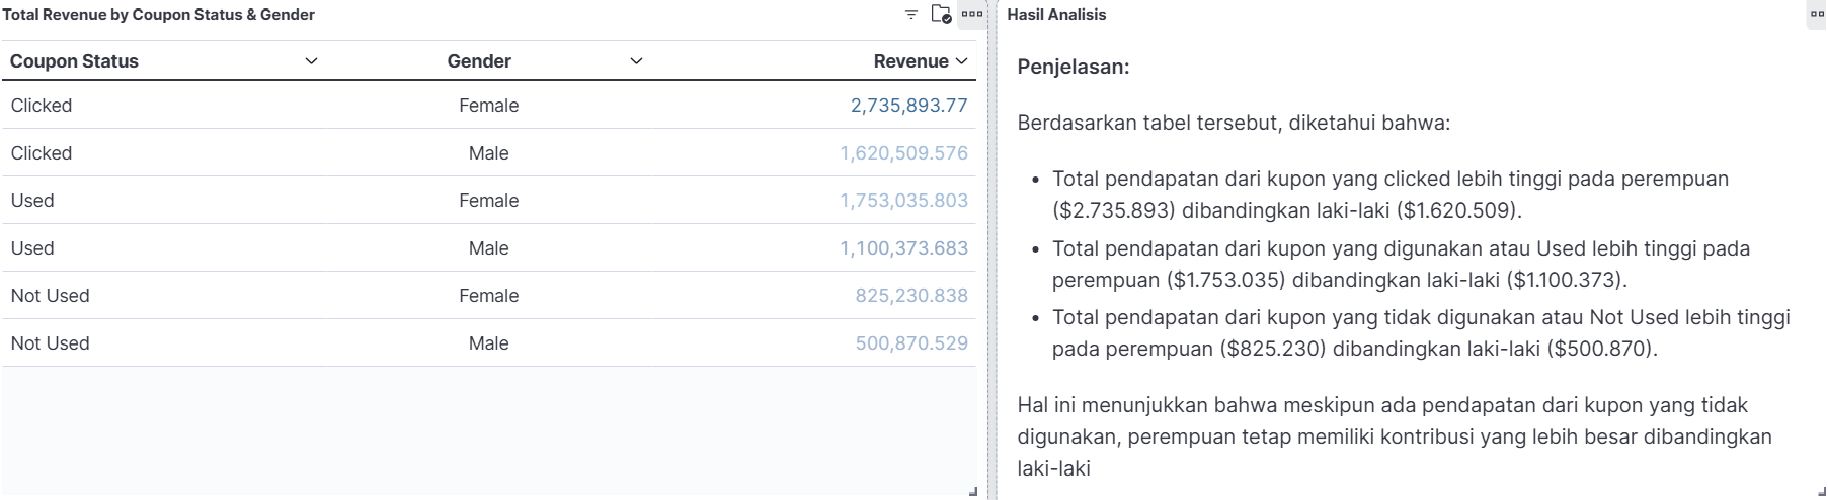 Total Revenue by Coupon Status & Gender
Coupon Status Gender Revenue
Clicked Female 2,735,893.77
Clicked Male 1,620,509.576
Used Female 1,753,035.803
Used Male 1,100,373.683
Not Used Female 825,230.838
Not Used Male 500,870.529
Hasil Analisis
Penjelasan:
Berdasarkan tabel tersebut, diketahui bahwa:
• Total pendapatan dari kupon yang clicked lebih tinggi pada perempuan
($2.735.893) dibandingkan laki-laki ($1.620.509).
• Total pendapatan dari kupon yang digunakan atau Used lebih tinggi pada
perempuan ($1.753.035) dibandingkan laki-laki ($1.100.373).
• Total pendapatan dari kupon yang tidak digunakan atau Not Used lebih tinggi
pada perempuan ($825.230) dibandingkan laki-laki ($500.870).
Hal ini menunjukkan bahwa meskipun ada pendapatan dari kupon yang tidak
digunakan, perempuan tetap memiliki kontribusi yang lebih besar dibandingkan
laki-laki